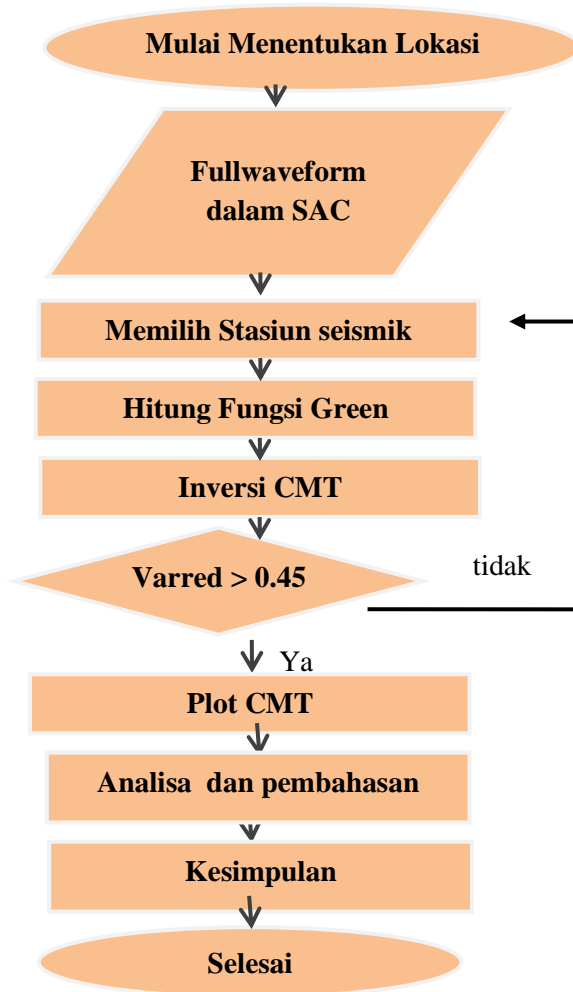 Mulai Menentukan Lokasi
Fullwaveform
dalam SAC
Memilih Stasiun seismik
Hitung Fungsi Green
Inversi CMT
Varred > 0.45
tidak
Ya
Plot CMT
Analisa dan pembahasan
Kesimpulan
Selesai